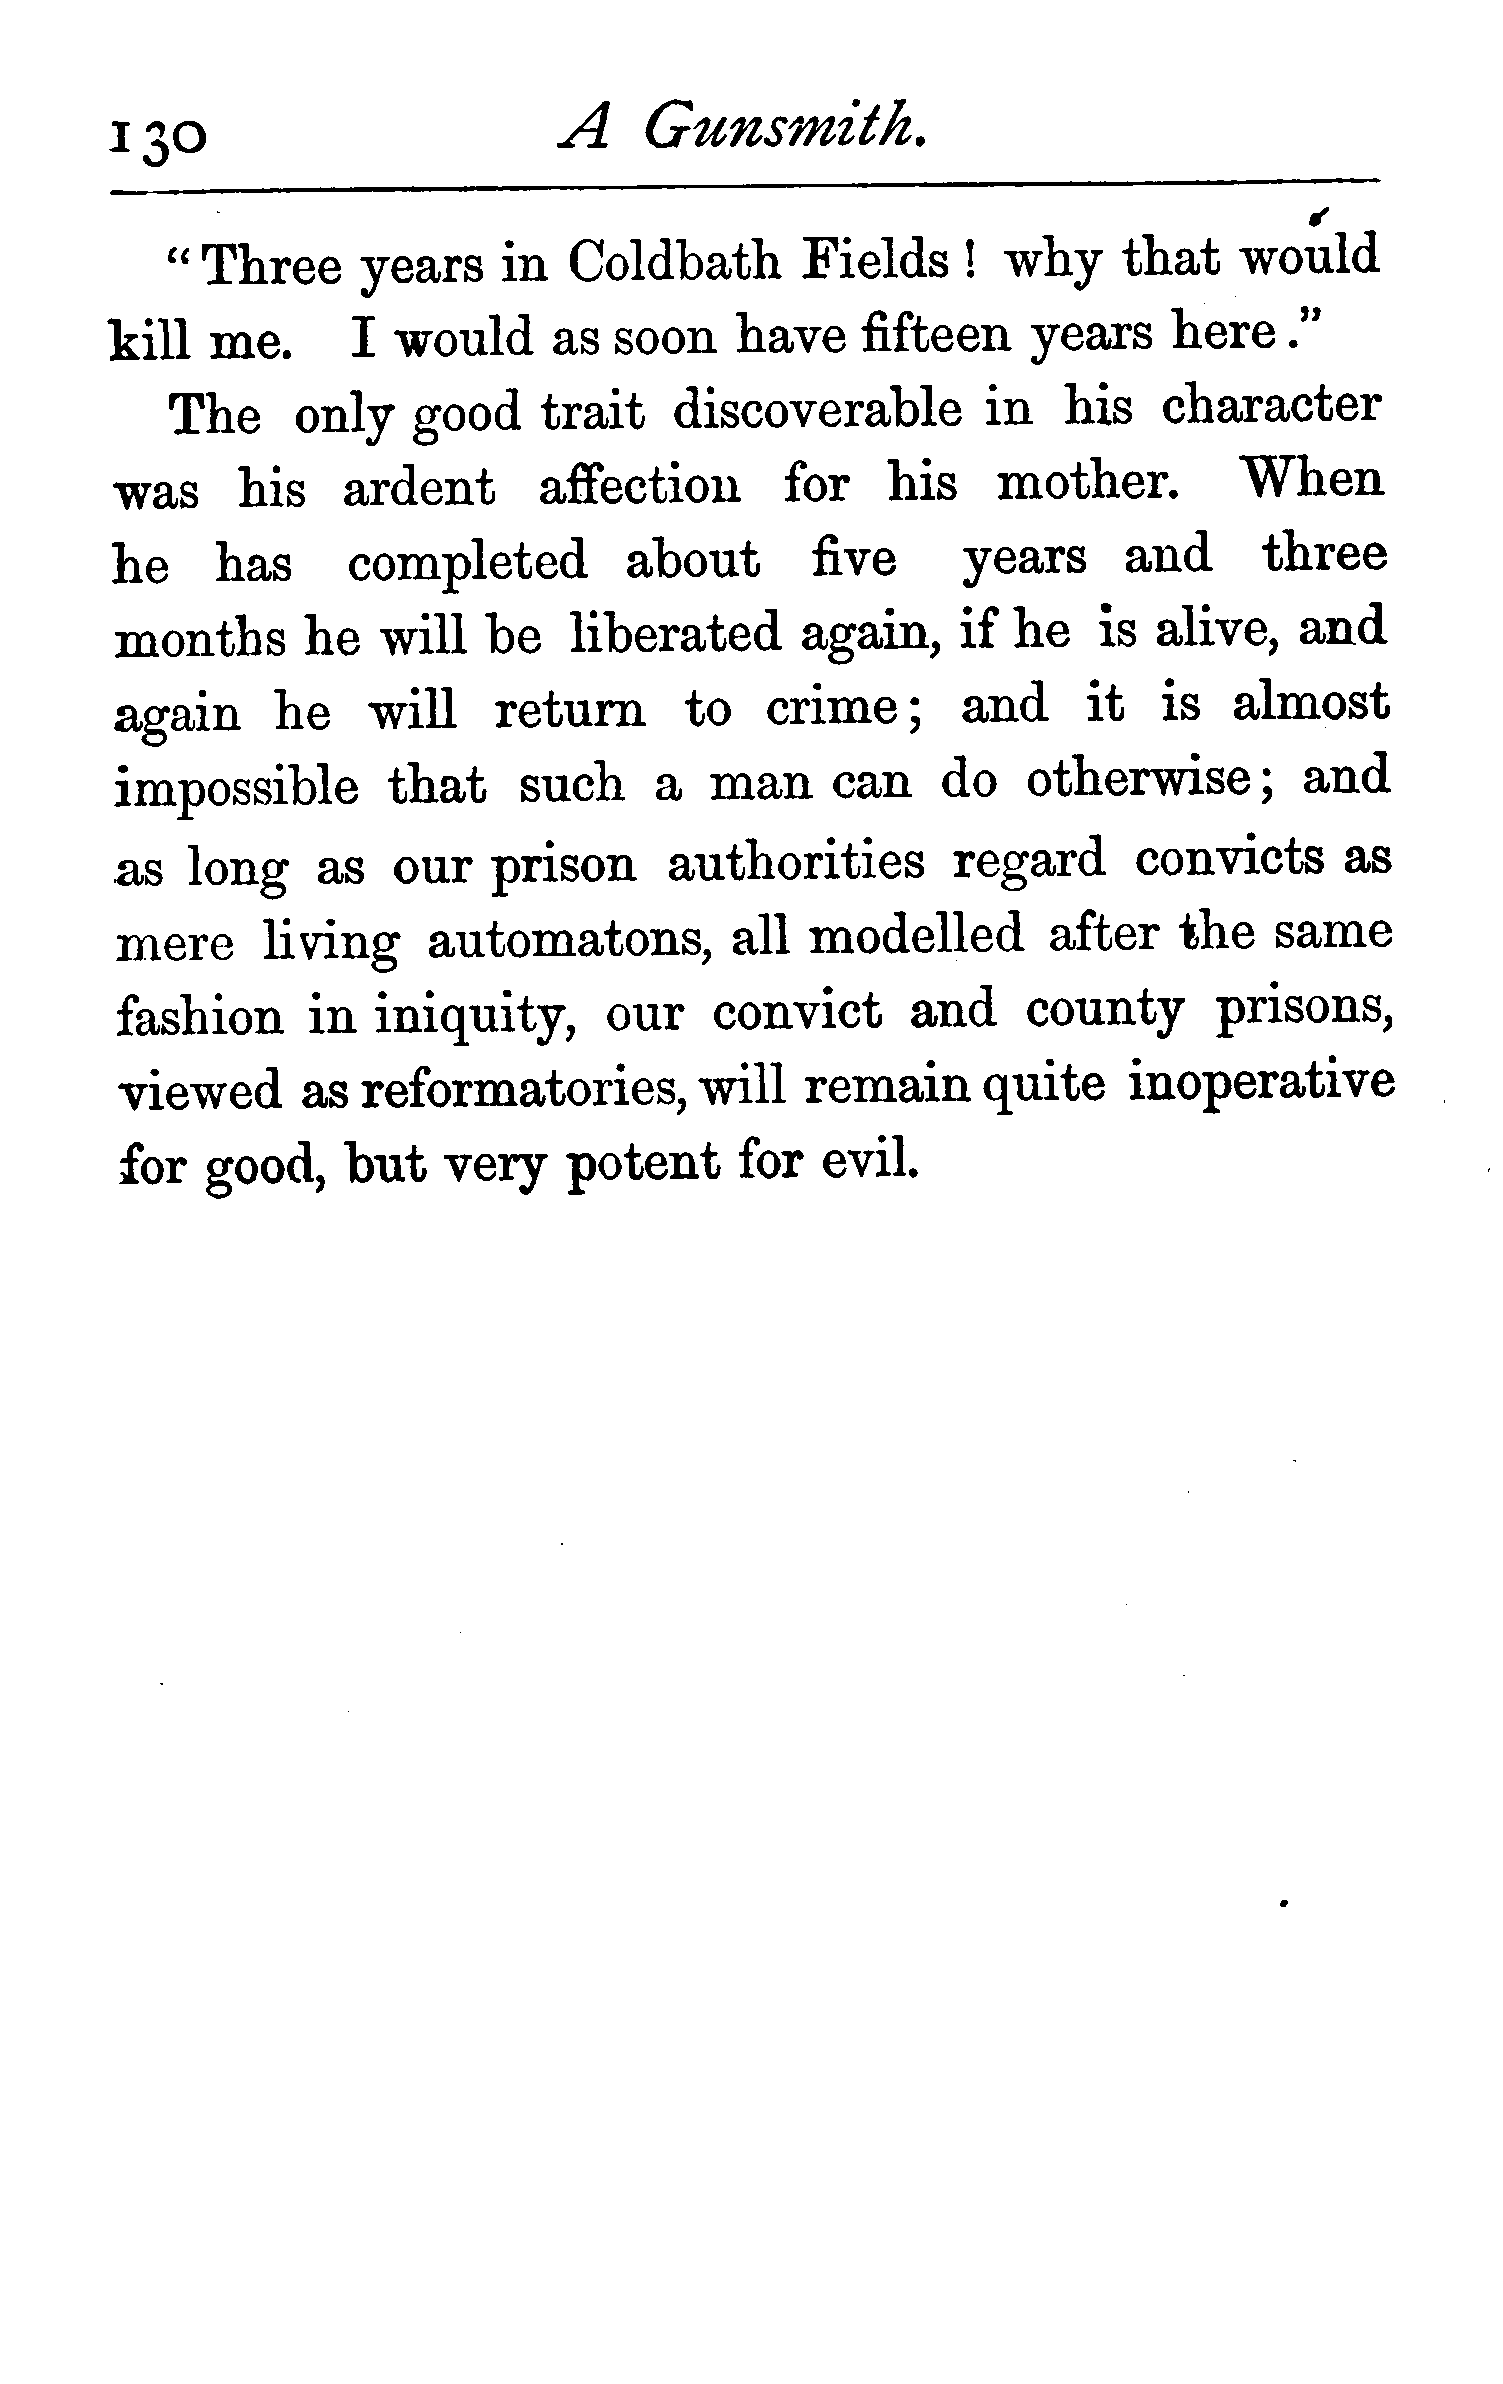 130 A Gunsmith.
“Three years in Coldbath Fields! why that would
kill me. I would as soon have fifteen years here.”
The only good trait discoverable in his character
was his ardent affection for his mother. When
he has completed about five years and three
months he will be liberated again, if he is alive, and
again he will return to crime; and it is almost
impossible that such a man can do otherwise; and
as long as our prison authorities regard convicts as
mere living automatons, all modelled after the same
fashion in iniquity, our convict and county prisons,
viewed as reformatories, will remain quite inoperative
for good, but very potent for evil.